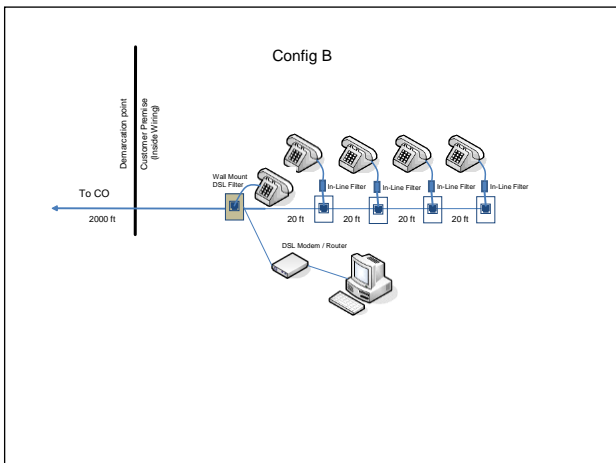 Config B
Demarcation point
Customer Premise
(Inside Wiring)
To CO
2000 ft
Wall Mount
DSL Filter
In-Line Filter
In-Line Filter
In-Line Filter
In-Line Filter
20 ft
20 ft
20 ft
20 ft
DSL Modem / Router